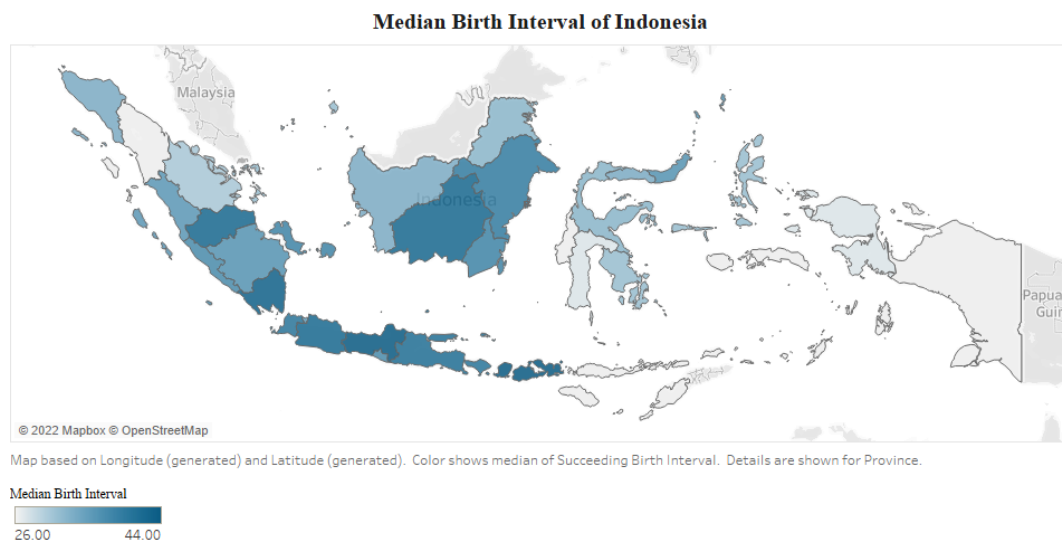 Median Birth Interval of Indonesia
Malaysia
Indonesia
Papua
Guin
© 2022 Mapbox © OpenStreetMap
Map based on Longitude (generated) and Latitude (generated). Color shows median of Succeeding Birth Interval. Details are shown for Province.
Median Birth Interval
26.00 44.00